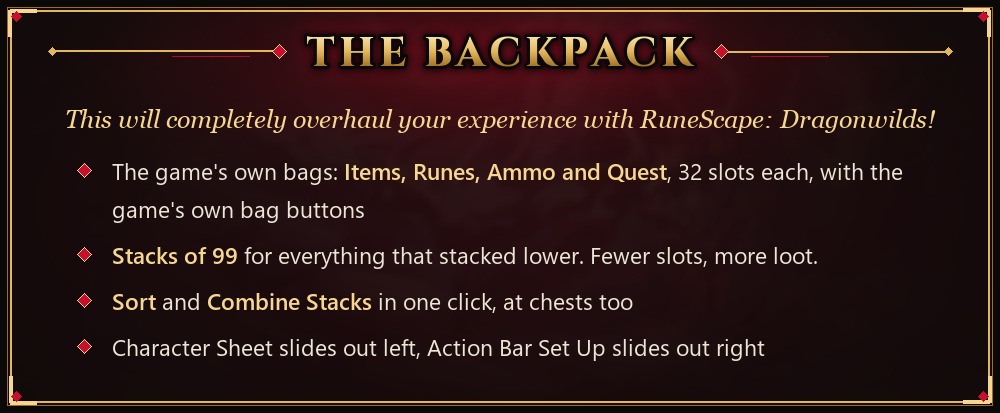 THE BACKPACK
This will completely overhaul your experience with RuneScape: Dragonwilds!
The game's own bags: Items, Runes, Ammo and Quest, 32 slots each, with the
game's own bag buttons
Stacks of 99 for everything that stacked lower. Fewer slots, more loot.
Sort and Combine Stacks in one click, at chests too
Character Sheet slides out left, Action Bar Set Up slides out right